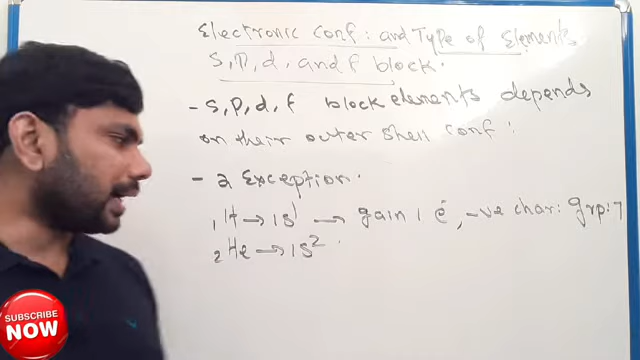 Electronic Conf: and Type of Elements
S, P, d, and f block.
- S, P, d, f block elements depends
on their outer shell conf:
- 2 Exception.
₁H → 1s¹ → gain 1 e⁻, -ve char: grp: 7
₂He → 1s² .
SUBSCRIBE
NOW